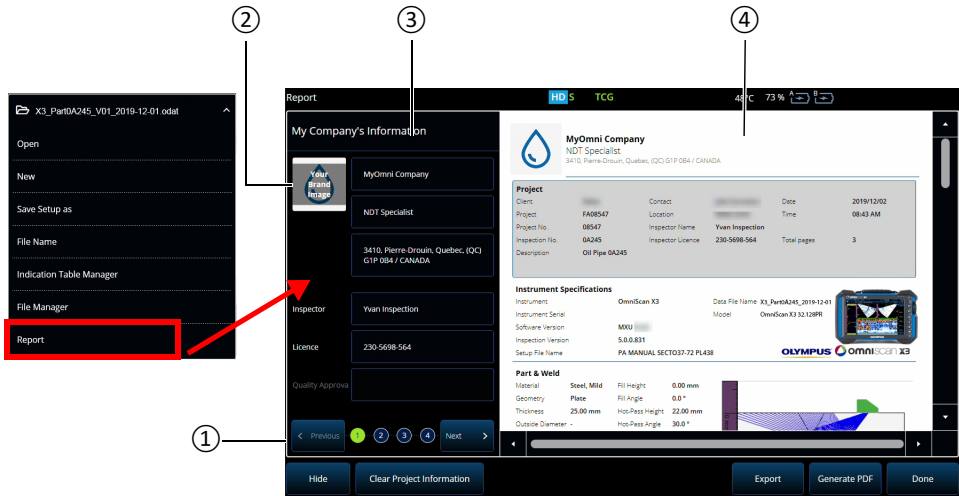 ② ③ ④
X3_Part0A245_V01_2019-12-01.odat
Open
New
Save Setup as
File Name
Indication Table Manager
File Manager
Report
Report HD S TCG 48°C 73 % A B
My Company's Information
Your
Brand
Image
MyOmni Company
NDT Specialist
3410, Pierre-Drouin, Quebec, (QC)
G1P 0B4 / CANADA
Inspector Yvan Inspection
Licence 230-5698-564
Quality Approva
① < Previous 1 2 3 4 Next >
Hide Clear Project Information Export Generate PDF Done
MyOmni Company
NDT Specialist
3410, Pierre-Drouin, Quebec, (QC) G1P 0B4 / CANADA
Project
Client Contact Date 2019/12/02
Project FA08547 Location Time 08:43 AM
Project No. 08547 Inspector Name Yvan Inspection
Inspection No. 0A245 Inspector Licence 230-5698-564 Total pages 3
Description Oil Pipe 0A245
Instrument Specifications
Instrument OmniScan X3 Data File Name X3_Part0A245_2019-12-01
Instrument Serial Model OmniScan X3 32.128PR
Software Version MXU
Inspection Version 5.0.0.831
Setup File Name PA MANUAL SECTO37-72 PL438
OLYMPUS omniscan X3
Part & Weld
Material Steel, Mild Fill Height 0.00 mm
Geometry Plate Fill Angle 0.0 °
Thickness 25.00 mm Hot-Pass Height 22.00 mm
Outside Diameter - Hot-Pass Angle 30.0 °